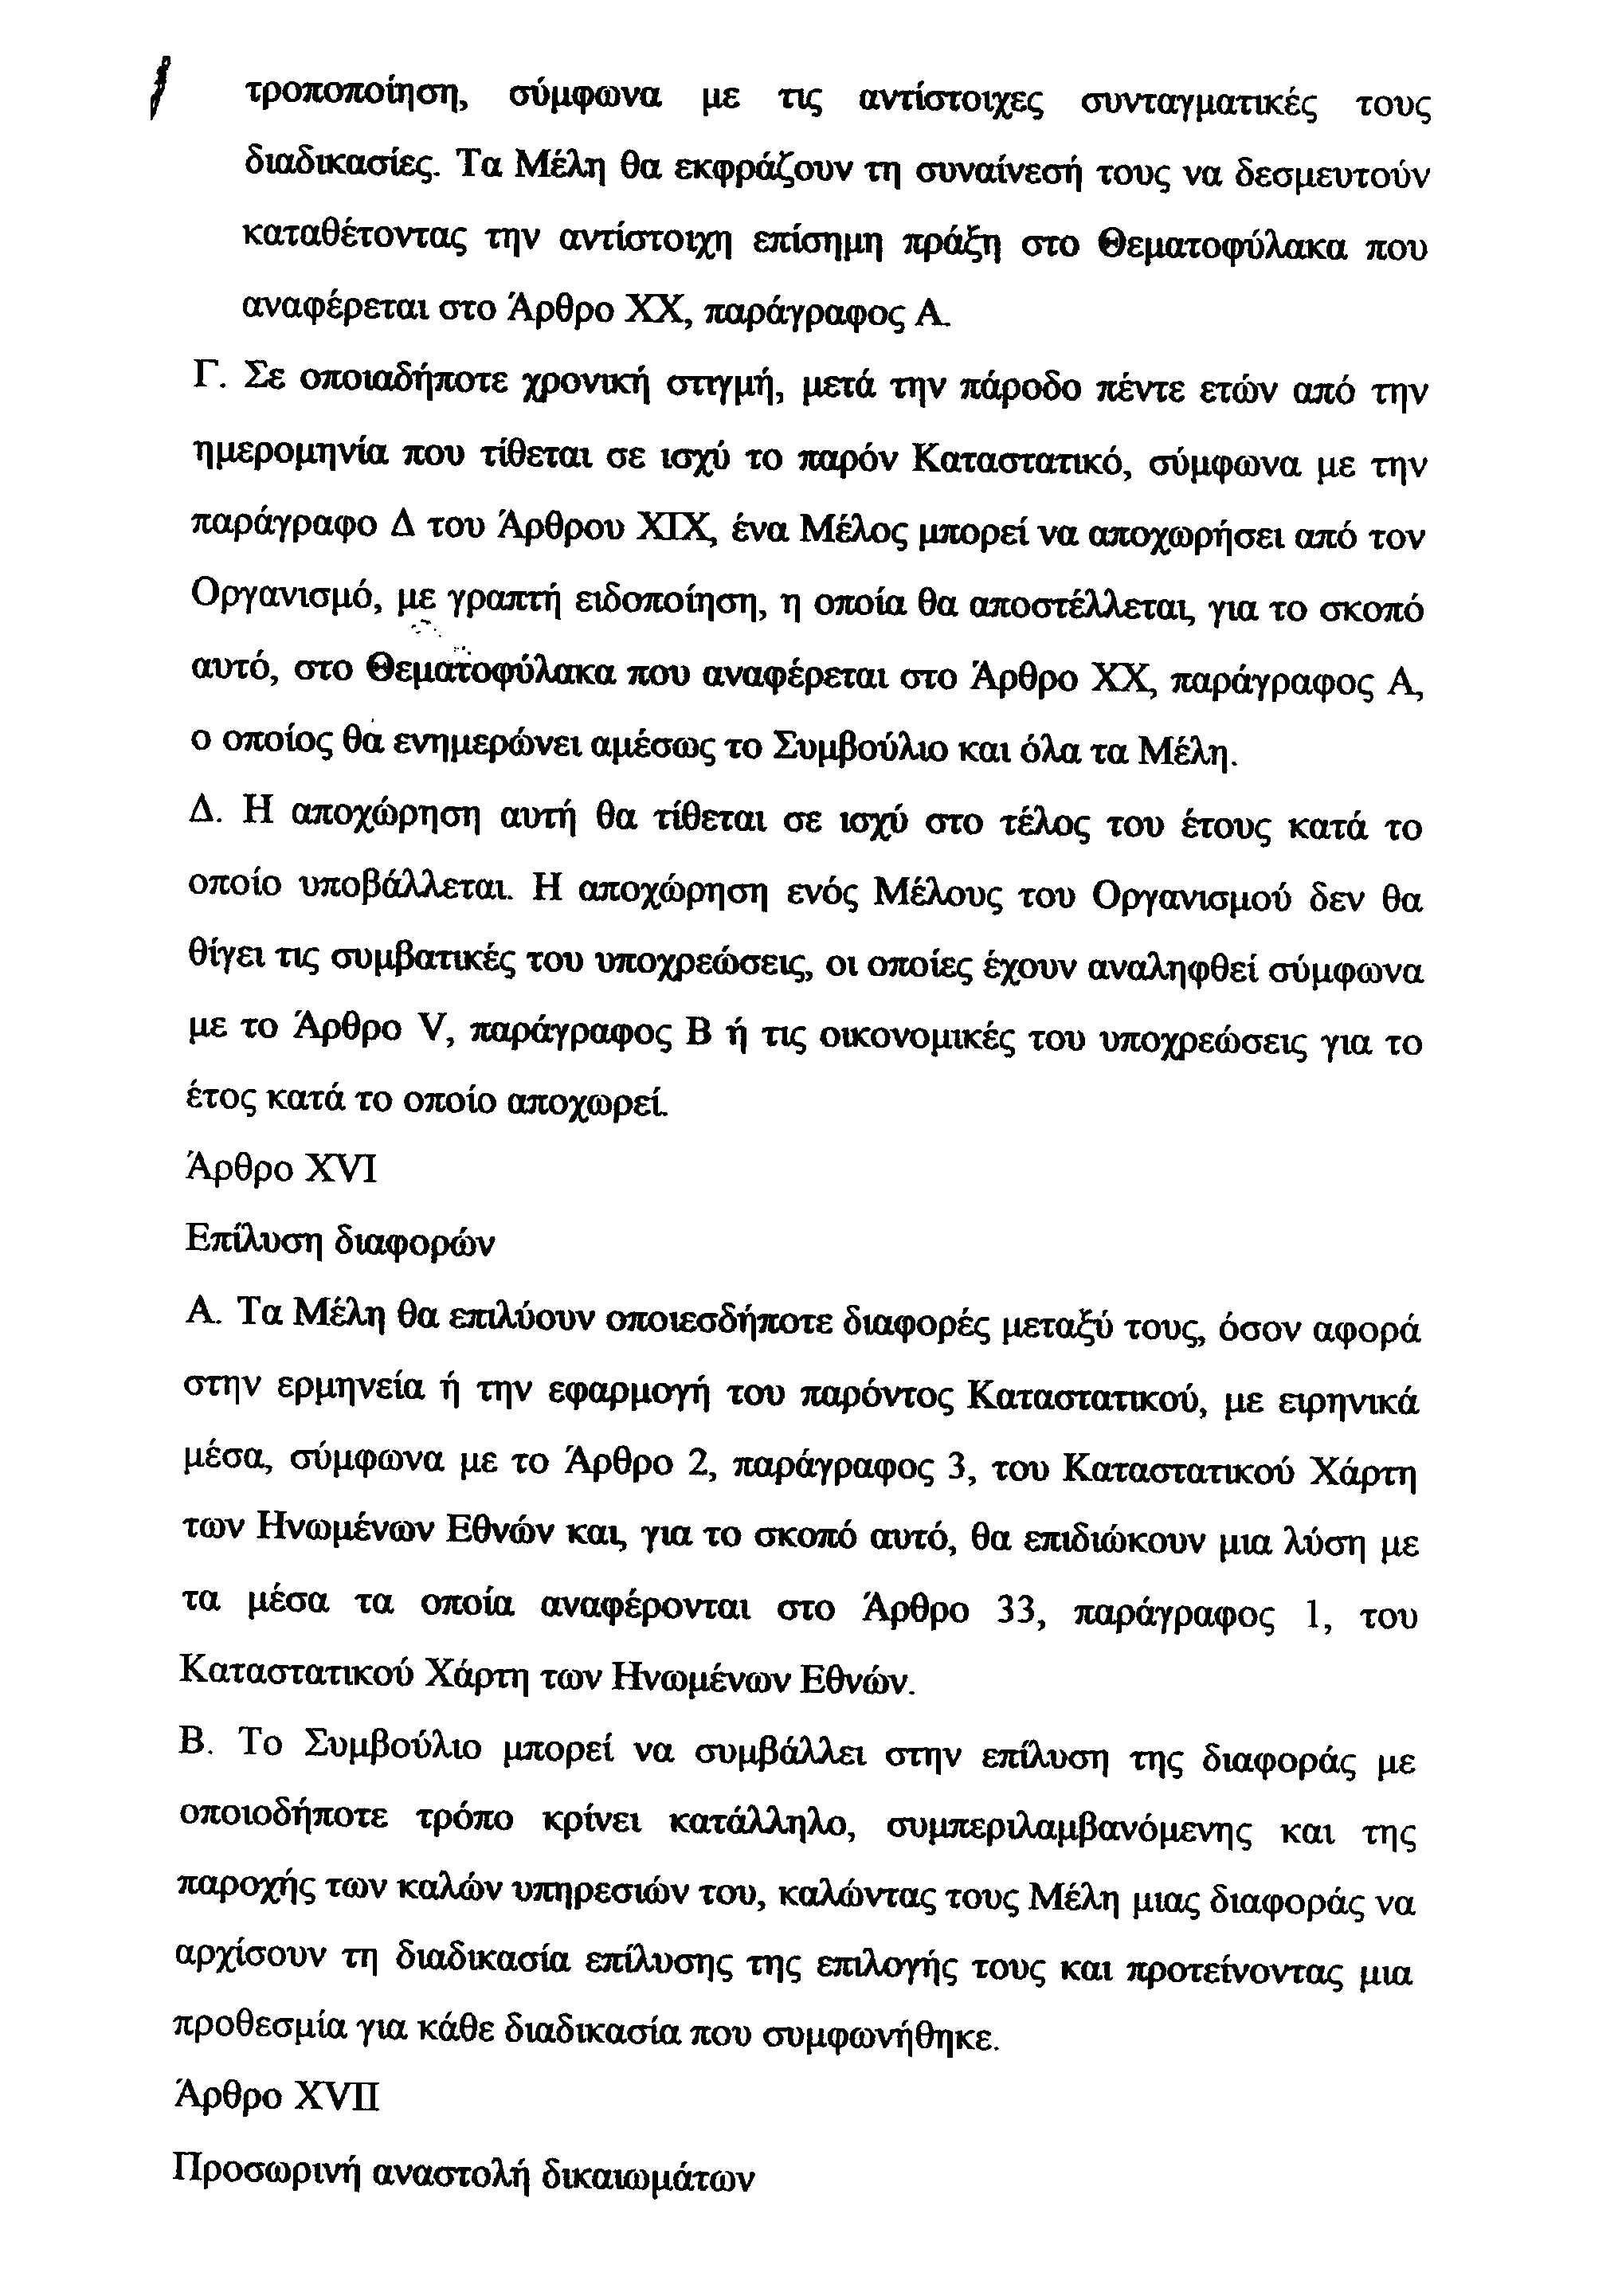 τροποποίηση, σύμφωνα με τις αντίστοιχες συνταγματικές τους
διαδικασίες. Τα Μέλη θα εκφράζουν τη συναίνεσή τους να δεσμευτούν
καταθέτοντας την αντίστοιχη επίσημη πράξη στο Θεματοφύλακα που
αναφέρεται στο Άρθρο XX, παράγραφος Α.
Γ. Σε οποιαδήποτε χρονική στιγμή, μετά την πάροδο πέντε ετών από την
ημερομηνία που τίθεται σε ισχύ το παρόν Καταστατικό, σύμφωνα με την
παράγραφο Δ του Άρθρου XIX, ένα Μέλος μπορεί να αποχωρήσει από τον
Οργανισμό, με γραπτή ειδοποίηση, η οποία θα αποστέλλεται, για το σκοπό
αυτό, στο Θεματοφύλακα που αναφέρεται στο Άρθρο XX, παράγραφος Α,
ο οποίος θα ενημερώνει αμέσως το Συμβούλιο και όλα τα Μέλη.
Δ. Η αποχώρηση αυτή θα τίθεται σε ισχύ στο τέλος του έτους κατά το
οποίο υποβάλλεται. Η αποχώρηση ενός Μέλους του Οργανισμού δεν θα
θίγει τις συμβατικές του υποχρεώσεις, οι οποίες έχουν αναληφθεί σύμφωνα
με το Άρθρο V, παράγραφος Β ή τις οικονομικές του υποχρεώσεις για το
έτος κατά το οποίο αποχωρεί.
Άρθρο XVI
Επίλυση διαφορών
Α. Τα Μέλη θα επιλύουν οποιεσδήποτε διαφορές μεταξύ τους, όσον αφορά
στην ερμηνεία ή την εφαρμογή του παρόντος Καταστατικού, με ειρηνικά
μέσα, σύμφωνα με το Άρθρο 2, παράγραφος 3, του Καταστατικού Χάρτη
των Ηνωμένων Εθνών και, για το σκοπό αυτό, θα επιδιώκουν μια λύση με
τα μέσα τα οποία αναφέρονται στο Άρθρο 33, παράγραφος 1, του
Καταστατικού Χάρτη των Ηνωμένων Εθνών.
Β. Το Συμβούλιο μπορεί να συμβάλλει στην επίλυση της διαφοράς με
οποιοδήποτε τρόπο κρίνει κατάλληλο, συμπεριλαμβανόμενης και της
παροχής των καλών υπηρεσιών του, καλώντας τους Μέλη μιας διαφοράς να
αρχίσουν τη διαδικασία επίλυσης της επιλογής τους και προτείνοντας μια
προθεσμία για κάθε διαδικασία που συμφωνήθηκε.
Άρθρο XVII
Προσωρινή αναστολή δικαιωμάτων